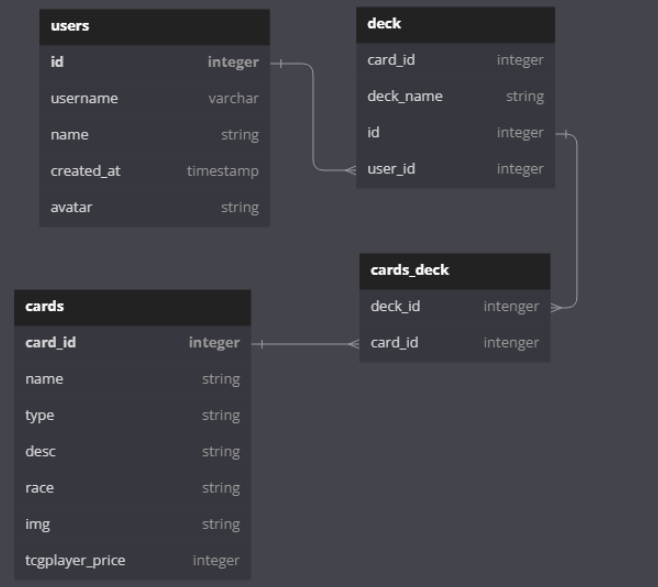 users
id integer
username varchar
name string
created_at timestamp
avatar string
deck
card_id integer
deck_name string
id integer
user_id integer
cards_deck
deck_id intenger
card_id intenger
cards
card_id integer
name string
type string
desc string
race string
img string
tcgplayer_price integer